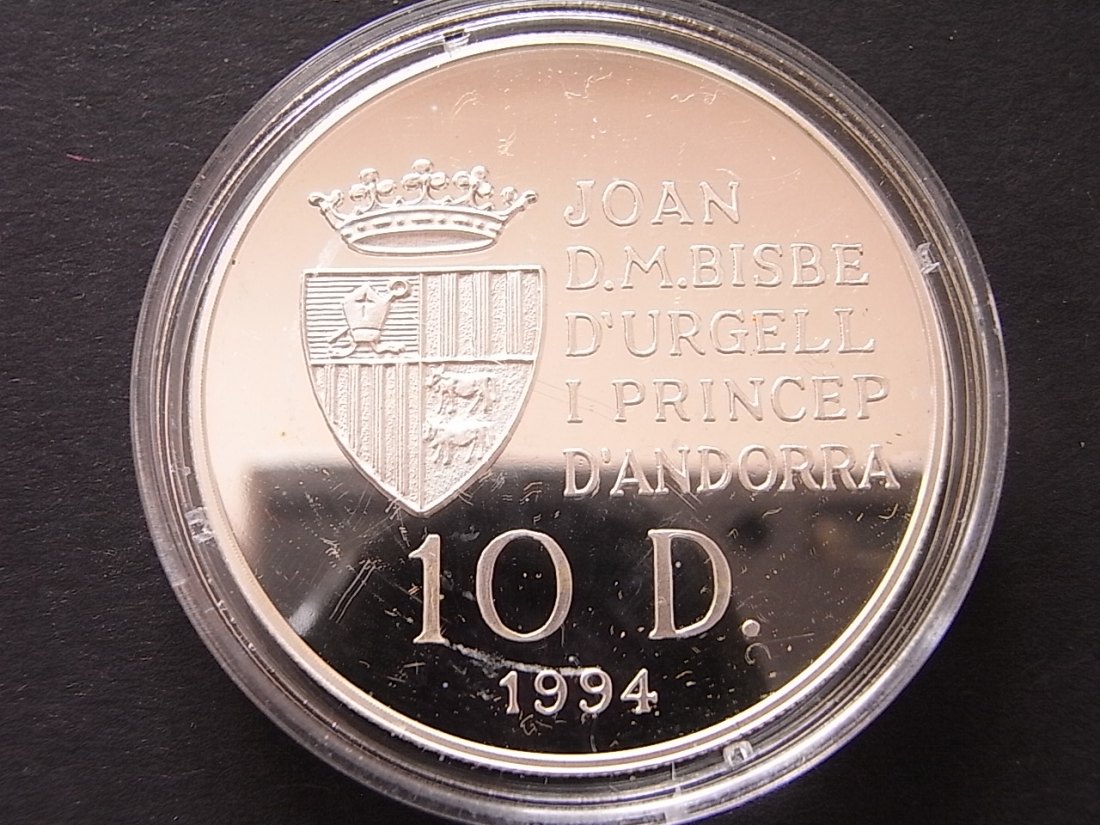 JOAN
D.M.BISBE
D'URGELL
I PRINCEP
D'ANDORRA
10 D.
1994